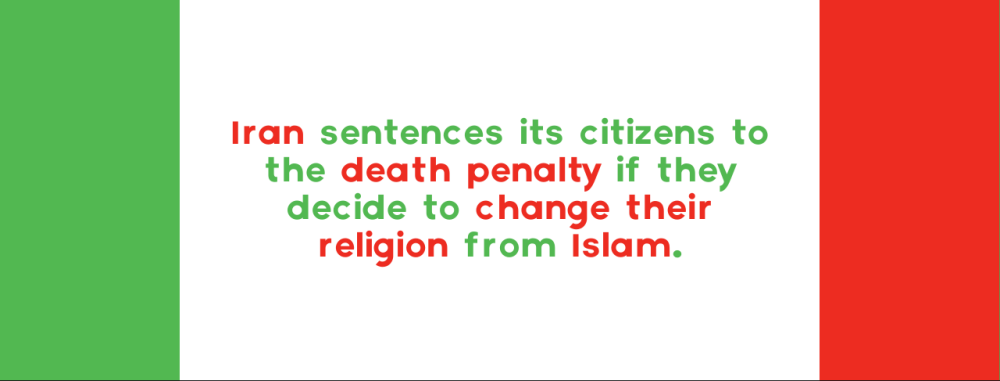 Iran sentences its citizens to
the death penalty if they
decide to change their
religion from Islam.